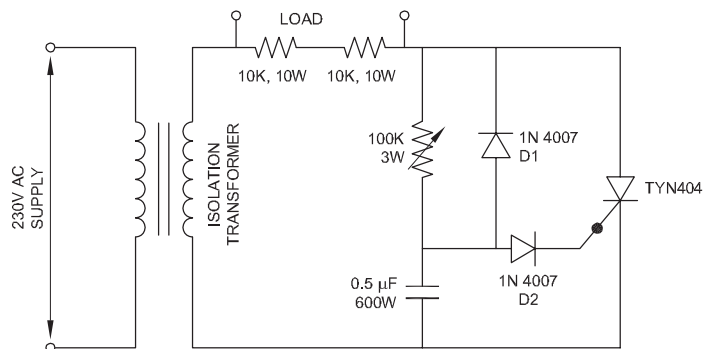 LOAD
10K, 10W
10K, 10W
230V AC
SUPPLY
ISOLATION
TRANSFORMER
100K
3W
1N 4007
D1
TYN404
1N 4007
D2
0.5 μF
600W